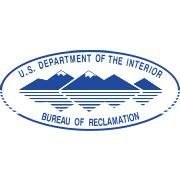 U.S. DEPARTMENT OF THE INTERIOR
BUREAU OF RECLAMATION